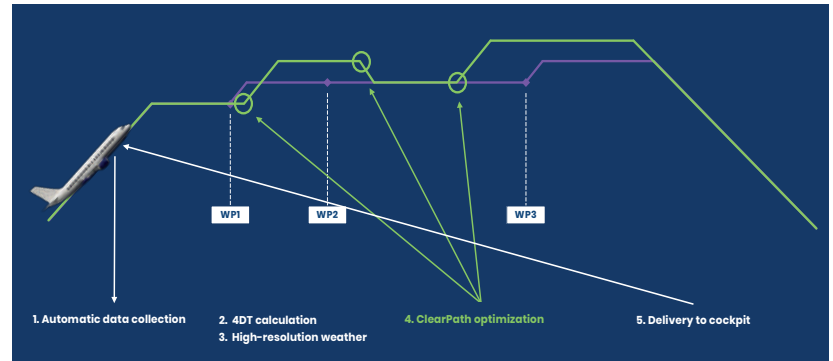 WP1
WP2
WP3
1. Automatic data collection
2. 4DT calculation
3. High-resolution weather
4. ClearPath optimization
5. Delivery to cockpit